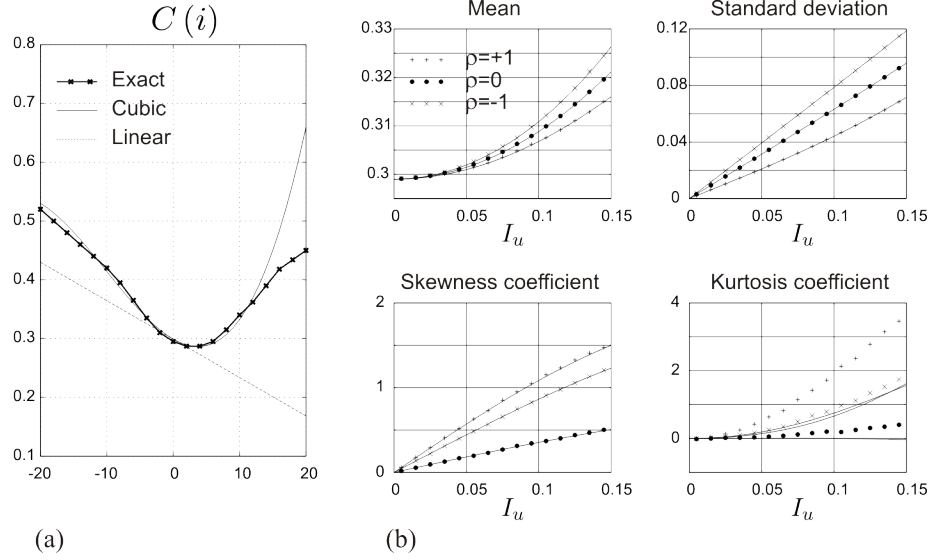 C (i)
0.8
0.7
0.6
0.5
0.4
0.3
0.2
0.1
-20 -10 0 10 20
Exact
Cubic
Linear
(a)
Mean
0.33
0.32
0.31
0.3
0 0.05 0.1 0.15
I_u
ρ=+1
ρ=0
ρ=-1
Standard deviation
0.12
0.08
0.04
0
0 0.05 0.1 0.15
I_u
Skewness coefficient
2
1
0
0 0.05 0.1 0.15
I_u
Kurtosis coefficient
4
2
0
0 0.05 0.1 0.15
I_u
(b)